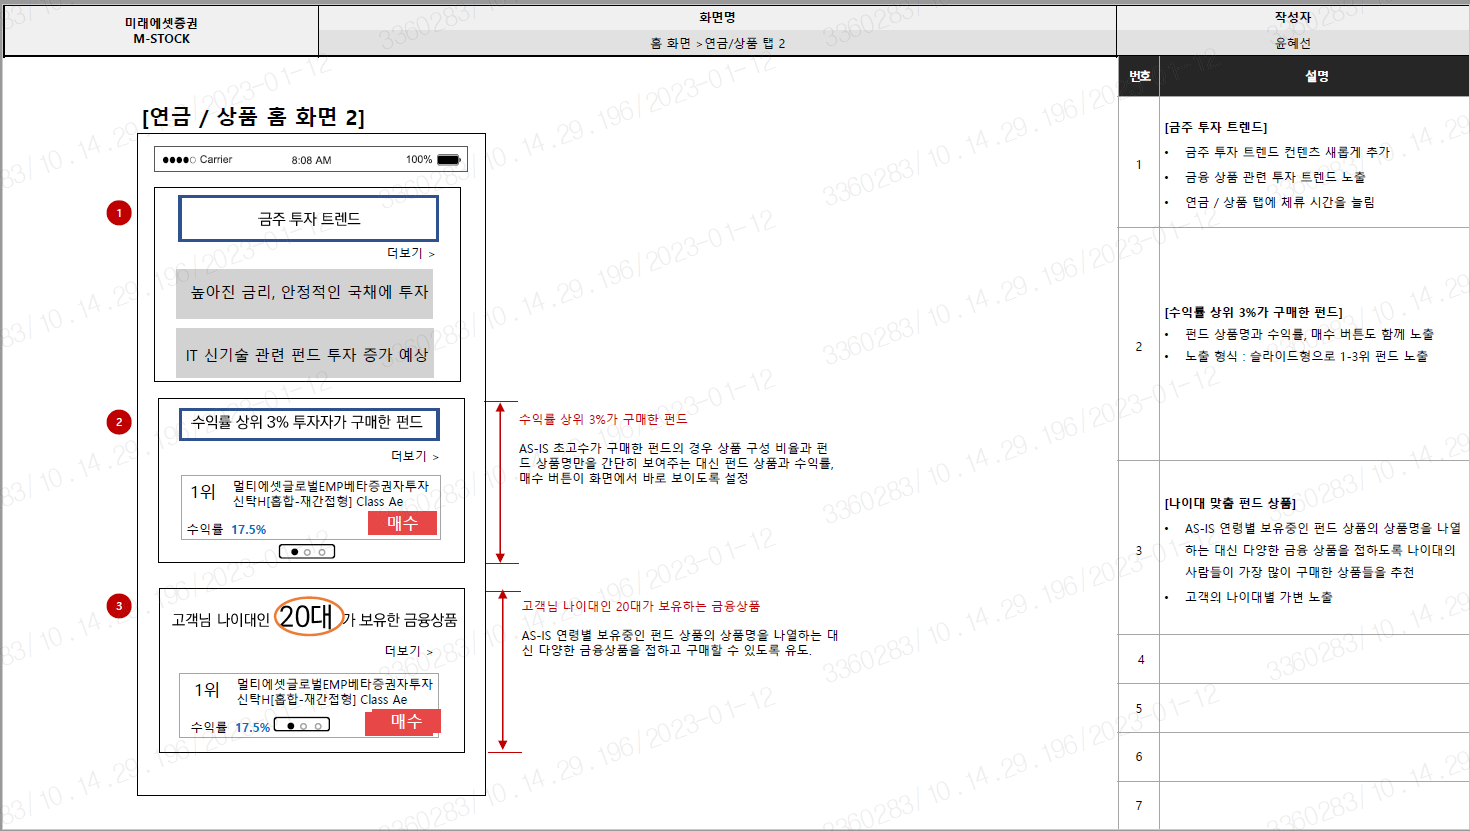 미래에셋증권
M-STOCK
화면명
홈 화면 >연금/상품 탭 2
작성자
윤혜선
번호
설명
[연금 / 상품 홈 화면 2]
Carrier
8:08 AM
100%
1
금주 투자 트렌드
더보기 >
높아진 금리, 안정적인 국채에 투자
IT 신기술 관련 펀드 투자 증가 예상
2
수익률 상위 3% 투자자가 구매한 펀드
더보기 >
1위
멀티에셋글로벌EMP베타증권자투자
신탁H[흡합-재간접형] Class Ae
수익률 17.5%
매수
수익률 상위 3%가 구매한 펀드
AS-IS 초고수가 구매한 펀드의 경우 상품 구성 비율과 펀
드 상품명만을 간단히 보여주는 대신 펀드 상품과 수익률,
매수 버튼이 화면에서 바로 보이도록 설정
3
고객님 나이대인 20대가 보유한 금융상품
더보기 >
1위
멀티에셋글로벌EMP베타증권자투자
신탁H[흡합-재간접형] Class Ae
수익률 17.5%
매수
고객님 나이대인 20대가 보유하는 금융상품
AS-IS 연령별 보유중인 펀드 상품의 상품명을 나열하는 대
신 다양한 금융상품을 접하고 구매할 수 있도록 유도.
1
[금주 투자 트렌드]
• 금주 투자 트렌드 컨텐츠 새롭게 추가
• 금융 상품 관련 투자 트렌드 노출
• 연금 / 상품 탭에 체류 시간을 늘림
2
[수익률 상위 3%가 구매한 펀드]
• 펀드 상품명과 수익률, 매수 버튼도 함께 노출
• 노출 형식 : 슬라이드형으로 1-3위 펀드 노출
3
[나이대 맞춤 펀드 상품]
• AS-IS 연령별 보유중인 펀드 상품의 상품명을 나열
하는 대신 다양한 금융 상품을 접하도록 나이대의
사람들이 가장 많이 구매한 상품들을 추천
• 고객의 나이대별 가변 노출
4
5
6
7
3360283/10.14.29.196/2023-01-12